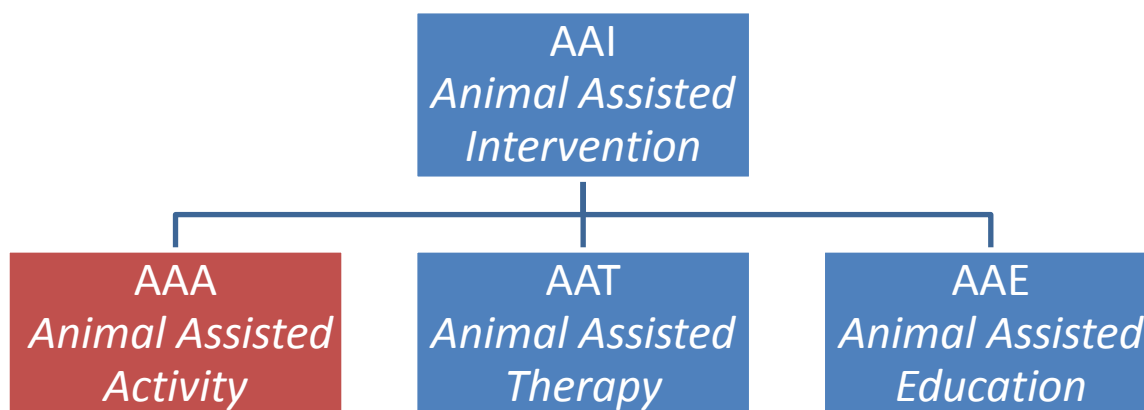 AAI
Animal Assisted
Intervention
AAA
Animal Assisted
Activity
AAT
Animal Assisted
Therapy
AAE
Animal Assisted
Education